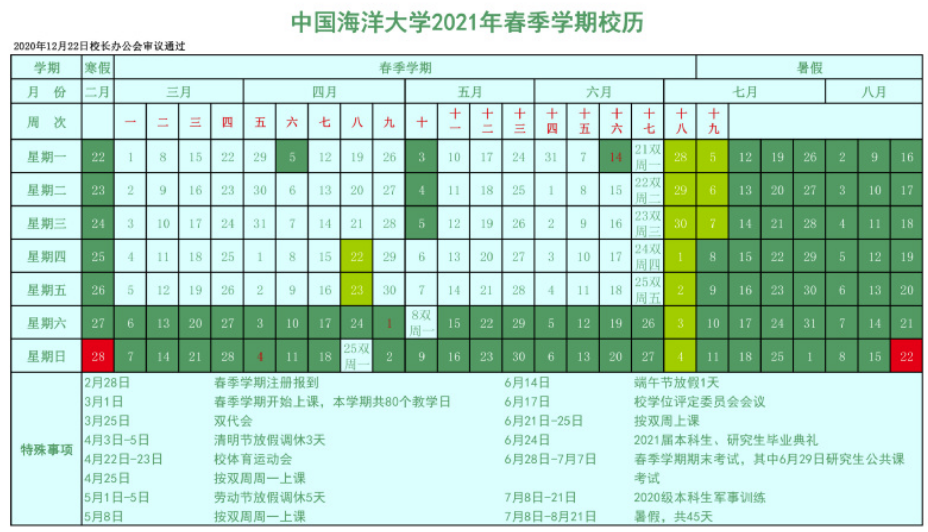 中国海洋大学2021年春季学期校历
2020年12月22日校长办公会审议通过
学期 寒假 春季学期 暑假
月 份 二月 三月 四月 五月 六月 七月 八月
周 次 一 二 三 四 五 六 七 八 九 十 十一 十二 十三 十四 十五 十六 十七 十八 十九
星期一 22 1 8 15 22 29 5 12 19 26 3 10 17 24 31 7 14 21双周一 28 5 12 19 26 2 9 16
星期二 23 2 9 16 23 30 6 13 20 27 4 11 18 25 1 8 15 22双周二 29 6 13 20 27 3 10 17
星期三 24 3 10 17 24 31 7 14 21 28 5 12 19 26 2 9 16 23双周三 30 7 14 21 28 4 11 18
星期四 25 4 11 18 25 1 8 15 22 29 6 13 20 27 3 10 17 24双周四 1 8 15 22 29 5 12 19
星期五 26 5 12 19 26 2 9 16 23 30 7 14 21 28 4 11 18 25双周五 2 9 16 23 30 6 13 20
星期六 27 6 13 20 27 3 10 17 24 1 8双周一 15 22 29 5 12 19 26 3 10 17 24 31 7 14 21
星期日 28 7 14 21 28 4 11 18 25双周一 2 9 16 23 30 6 13 20 27 4 11 18 25 1 8 15 22
特殊事项
2月28日 春季学期注册报到 6月14日 端午节放假1天
3月1日 春季学期开始上课，本学期共80个教学日 6月17日 校学位评定委员会会议
3月25日 双代会 6月21日-25日 按双周上课
4月3日-5日 清明节放假调休3天 6月24日 2021届本科生、研究生毕业典礼
4月22日-23日 校体育运动会 6月28日-7月7日 春季学期期末考试，其中6月29日研究生公共课
4月25日 按双周周一上课 考试
5月1日-5日 劳动节放假调休5天 7月8日-21日 2020级本科生军事训练
5月8日 按双周周一上课 7月8日-8月21日 暑假，共45天